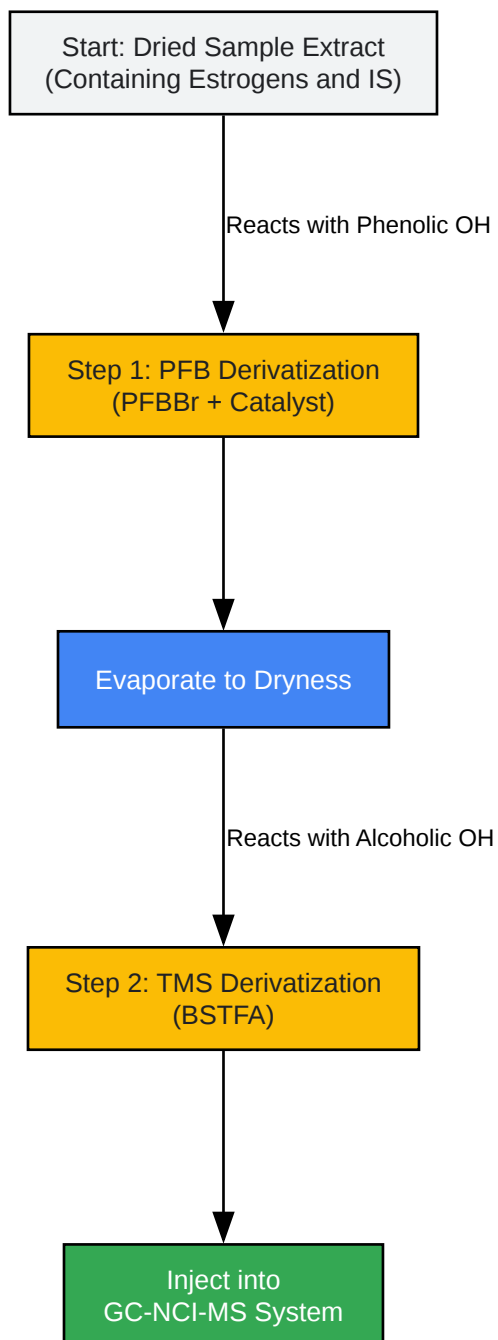 Start: Dried Sample Extract
(Containing Estrogens and IS)
Reacts with Phenolic OH
Step 1: PFB Derivatization
(PFBBr + Catalyst)
Evaporate to Dryness
Reacts with Alcoholic OH
Step 2: TMS Derivatization
(BSTFA)
Inject into
GC-NCI-MS System